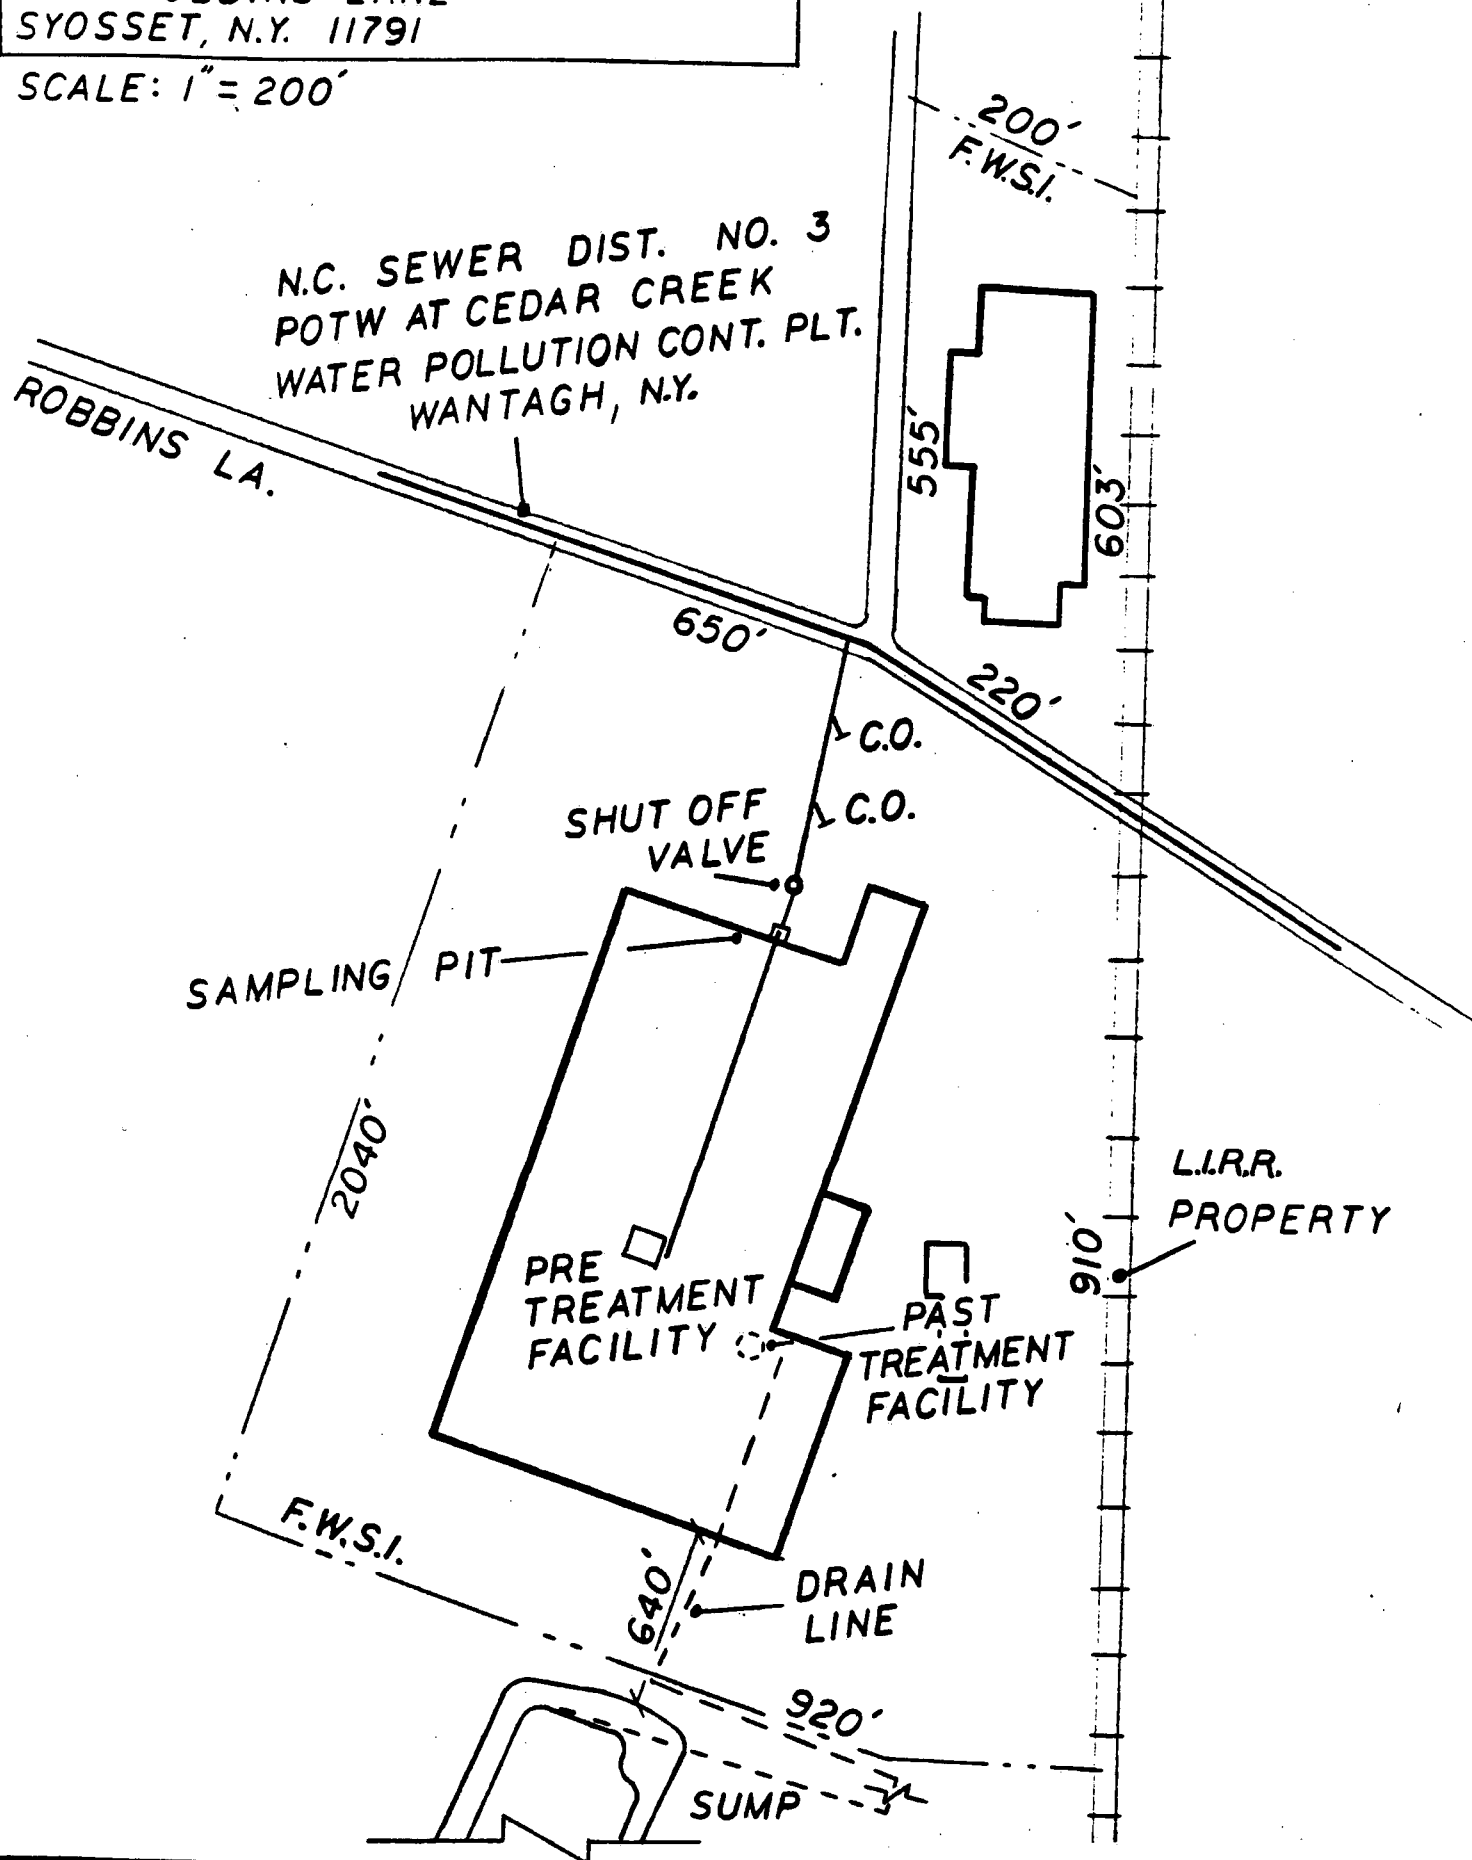 SYOSSET, N.Y. 11791
SCALE: 1" = 200'
200'
F.W.S.I.
N.C. SEWER DIST. NO. 3
POTW AT CEDAR CREEK
WATER POLLUTION CONT. PLT.
WANTAGH, N.Y.
ROBBINS LA.
555'
603'
650'
220'
C.O.
C.O.
SHUT OFF
VALVE
SAMPLING PIT
2040'
L.I.R.R.
PROPERTY
910'
PRE
TREATMENT
FACILITY
PAST
TREATMENT
FACILITY
F.W.S.I.
640'
DRAIN
LINE
920'
SUMP